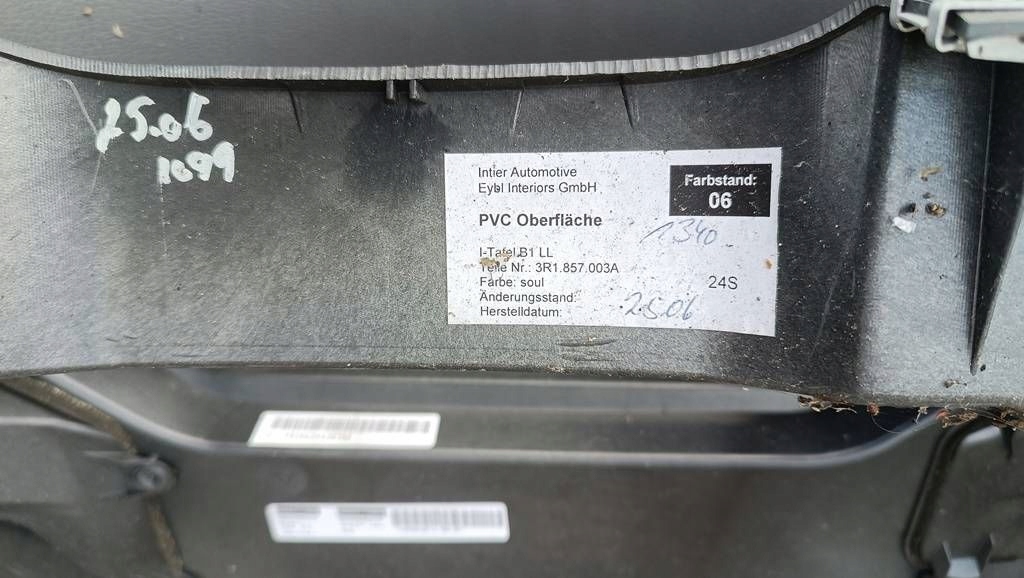 25.06
1099
Intier Automotive
Eybl Interiors GmbH
Farbstand:
06
PVC Oberfläche
1340
I-Tafel B1 LL
Teile Nr.: 3R1.857.003A
Farbe: soul
24S
Änderungsstand:
Herstelldatum:
25.06